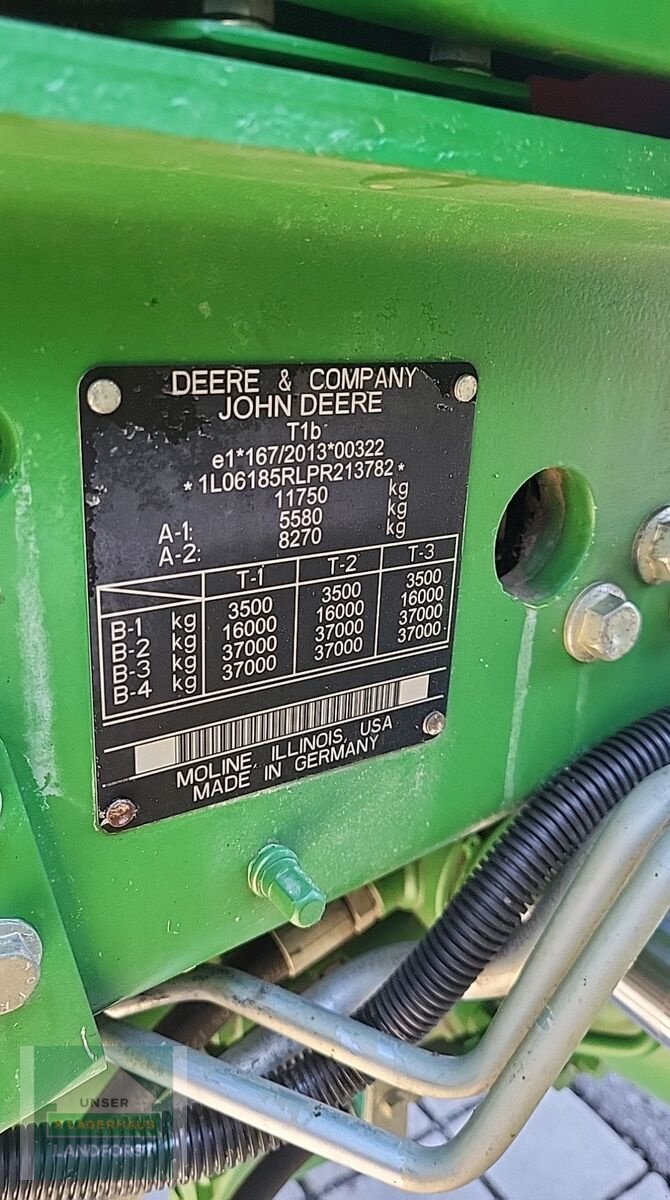 DEERE & COMPANY
JOHN DEERE
T1b
e1*167/2013*00322
*1L06185RLPR213782*
11750 kg
A-1: 5580 kg
A-2: 8270 kg
T-1 T-2 T-3
B-1 kg 3500 3500 3500
B-2 kg 16000 16000 16000
B-3 kg 37000 37000 37000
B-4 kg 37000 37000 37000
MOLINE, ILLINOIS, USA
MADE IN GERMANY
UNSER
LAGERHAUS
LANDFORST